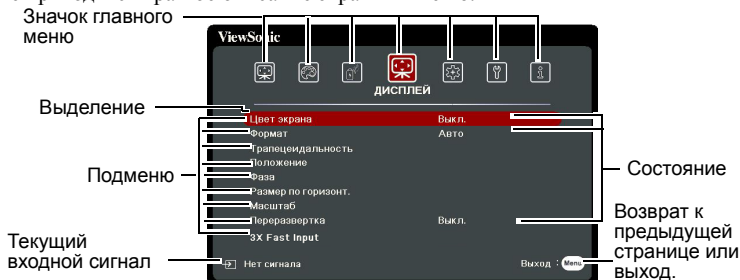 Значок главного
меню
ViewSonic
ДИСПЛЕЙ
Выделение
Цвет экрана Выкл.
Формат Авто
Трапецеидальность
Положение
Подменю
Фаза
Состояние
Размер по горизонт.
Масштаб
Переразвертка Выкл.
3X Fast Input
Возврат к
предыдущей
странице или
выход.
Текущий
входной сигнал
Нет сигнала
Выход : Menu